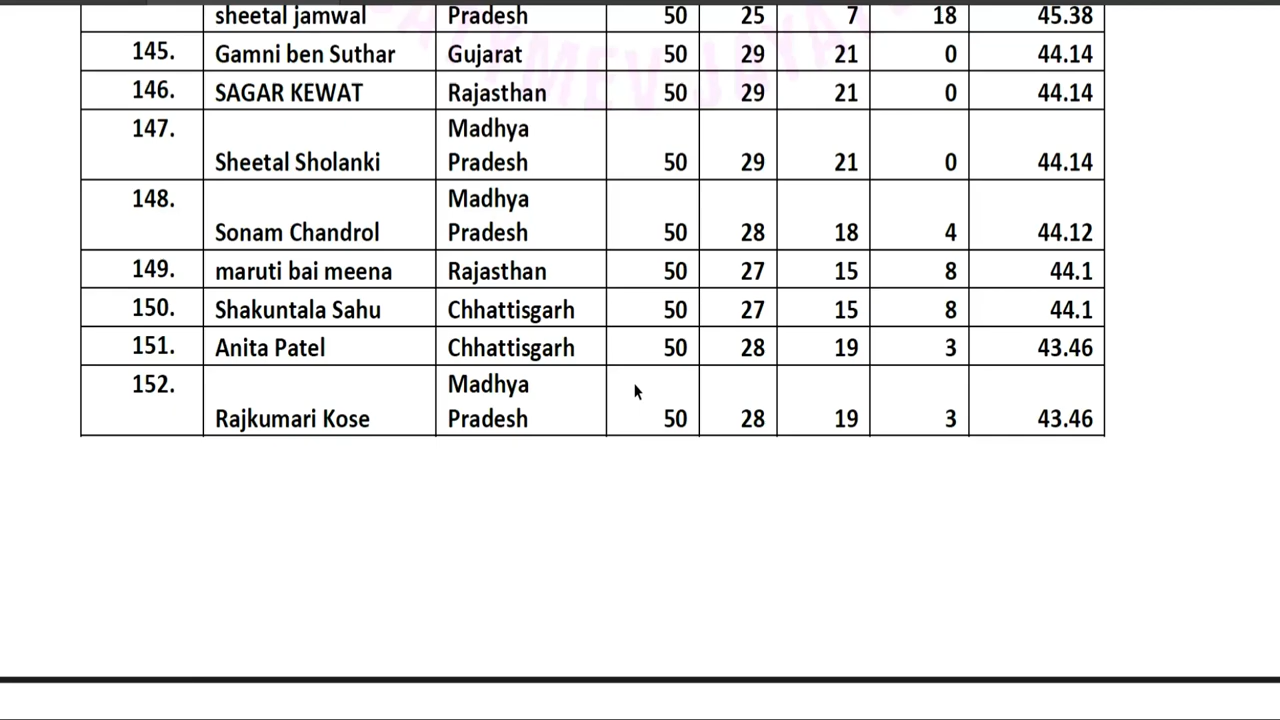 sheetal jamwal Pradesh 50 25 7 18 45.38
145. Gamni ben Suthar Gujarat 50 29 21 0 44.14
146. SAGAR KEWAT Rajasthan 50 29 21 0 44.14
147. Madhya
Sheetal Sholanki Pradesh 50 29 21 0 44.14
148. Madhya
Sonam Chandrol Pradesh 50 28 18 4 44.12
149. maruti bai meena Rajasthan 50 27 15 8 44.1
150. Shakuntala Sahu Chhattisgarh 50 27 15 8 44.1
151. Anita Patel Chhattisgarh 50 28 19 3 43.46
152. Madhya
Rajkumari Kose Pradesh 50 28 19 3 43.46